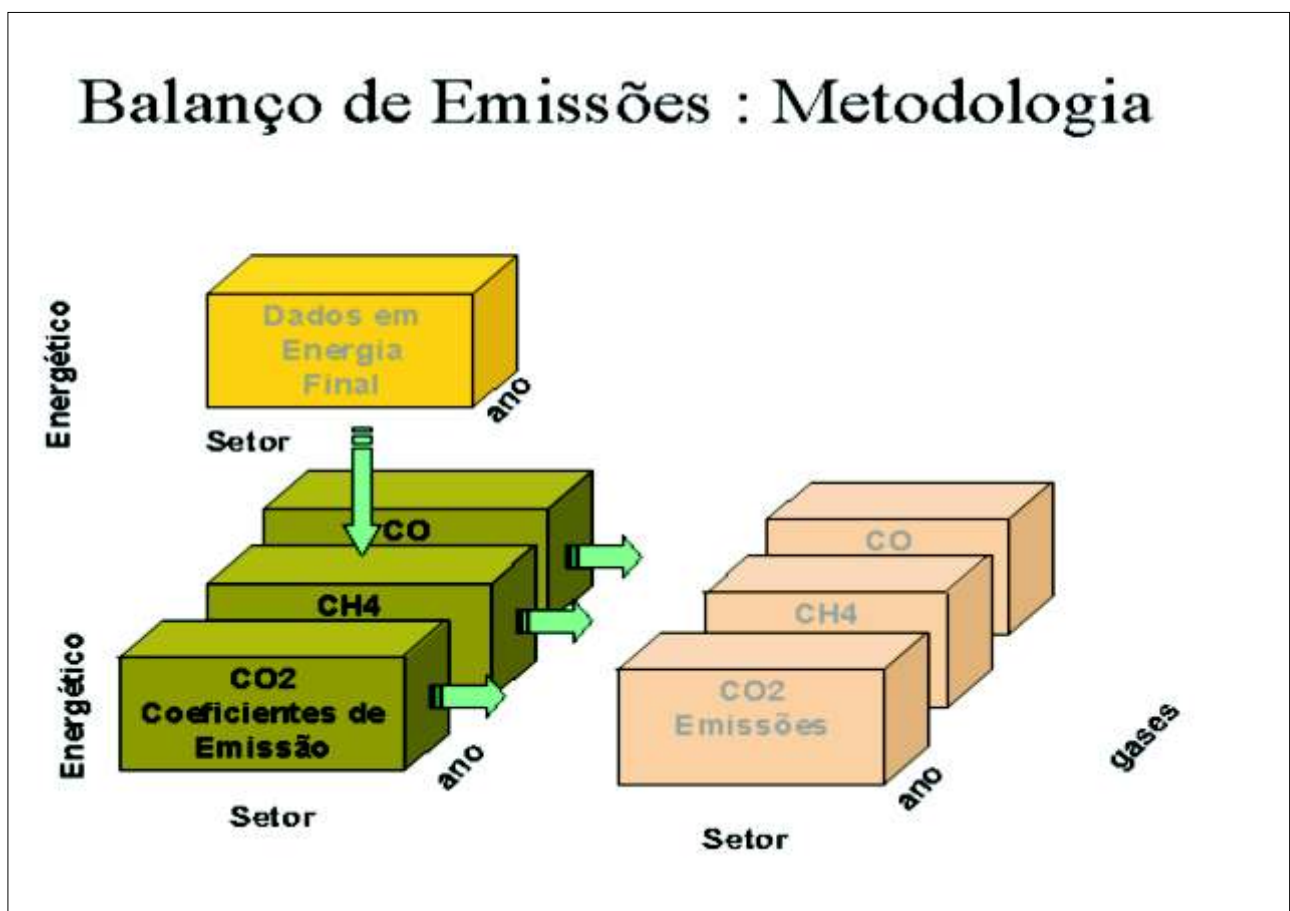 Balanço de Emissões : Metodologia
Energético
Dados em
Energia
Final
ano
Setor
CO
CH4
CO2
Coeficientes de
Emissão
Energético
ano
Setor
CO
CH4
CO2
Emissões
ano
gases
Setor